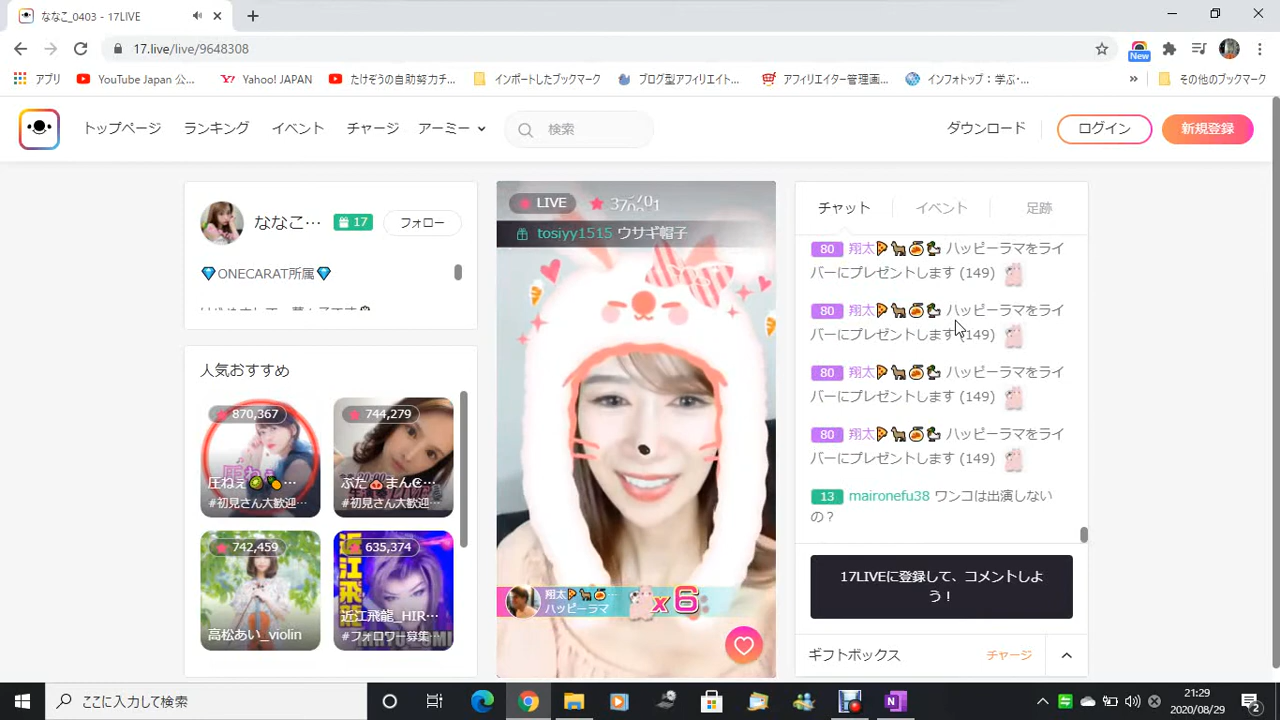 ななこ_0403 - 17LIVE
17.live/live/9648308
New
アプリ
YouTube Japan 公...
Yahoo! JAPAN
たけぞうの自助努力チ...
インポートしたブックマーク
ブログ型アフィリエイト...
アフィリエイター管理画...
インフォトップ：学ぶ・...
»
その他のブックマーク
トップページ
ランキング
イベント
チャージ
アーミー
検索
ダウンロード
ログイン
新規登録
ななこ…
17
フォロー
💎ONECARAT所属💎
人気おすすめ
870,367
圧ねぇ🥝🍍…
#初見さん大歓迎…
744,279
ぶた🐽まん@…
#初見さん大歓迎…
742,459
高松あい_violin
635,374
近江飛龍_HIR…
#フォロワー募集…
LIVE
tosiyy1515 ウサギ帽子
翔太🍕🐕🍊…
ハッピーラマ
x 6
チャット
イベント
足跡
80 翔太🍕🐕🍊🦆 ハッピーラマをライ
バーにプレゼントします (149)
80 翔太🍕🐕🍊🦆 ハッピーラマをライ
バーにプレゼントします (149)
80 翔太🍕🐕🍊🦆 ハッピーラマをライ
バーにプレゼントします (149)
80 翔太🍕🐕🍊🦆 ハッピーラマをライ
バーにプレゼントします (149)
13 maironefu38 ワンコは出演しない
の？
17LIVEに登録して、コメントしよ
う！
ギフトボックス
チャージ
ここに入力して検索
21:29
2020/08/29
2